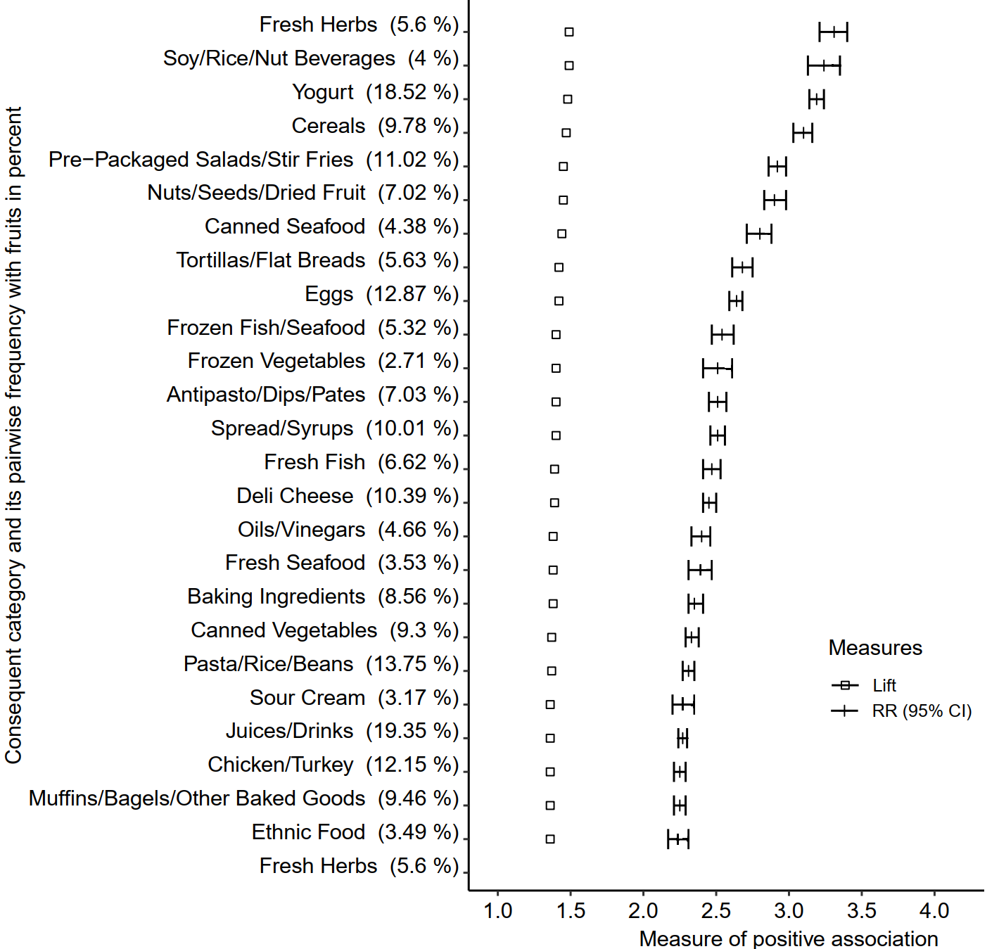 Consequent category and its pairwise frequency with fruits in percent
Fresh Herbs (5.6 %)
Soy/Rice/Nut Beverages (4 %)
Yogurt (18.52 %)
Cereals (9.78 %)
Pre−Packaged Salads/Stir Fries (11.02 %)
Nuts/Seeds/Dried Fruit (7.02 %)
Canned Seafood (4.38 %)
Tortillas/Flat Breads (5.63 %)
Eggs (12.87 %)
Frozen Fish/Seafood (5.32 %)
Frozen Vegetables (2.71 %)
Antipasto/Dips/Pates (7.03 %)
Spread/Syrups (10.01 %)
Fresh Fish (6.62 %)
Deli Cheese (10.39 %)
Oils/Vinegars (4.66 %)
Fresh Seafood (3.53 %)
Baking Ingredients (8.56 %)
Canned Vegetables (9.3 %)
Pasta/Rice/Beans (13.75 %)
Sour Cream (3.17 %)
Juices/Drinks (19.35 %)
Chicken/Turkey (12.15 %)
Muffins/Bagels/Other Baked Goods (9.46 %)
Ethnic Food (3.49 %)
Fresh Herbs (5.6 %)
Measures
Lift
RR (95% CI)
1.0 1.5 2.0 2.5 3.0 3.5 4.0
Measure of positive association